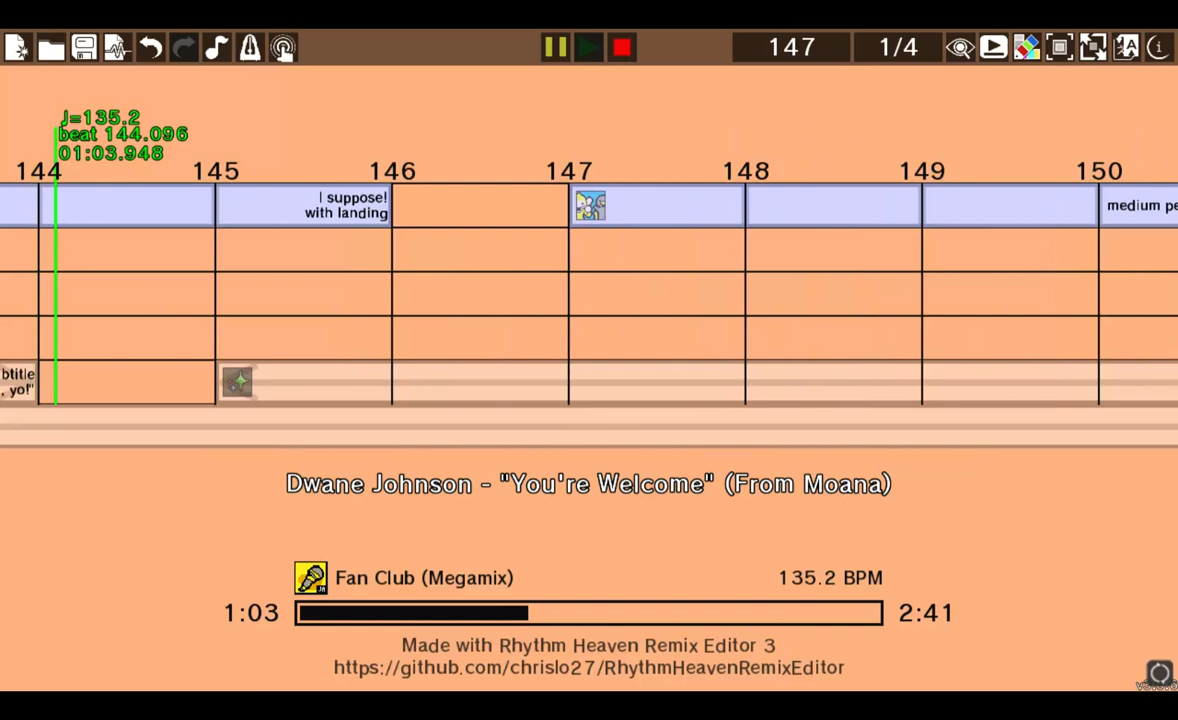 147 1/4
♩=135.2
beat 144.096
01:03.948
144 145 146 147 148 149 150
I suppose!
with landing
medium pe
btitle
, yo!"
Dwane Johnson - "You're Welcome" (From Moana)
Fan Club (Megamix) 135.2 BPM
1:03 2:41
Made with Rhythm Heaven Remix Editor 3
https://github.com/chrislo27/RhythmHeavenRemixEditor